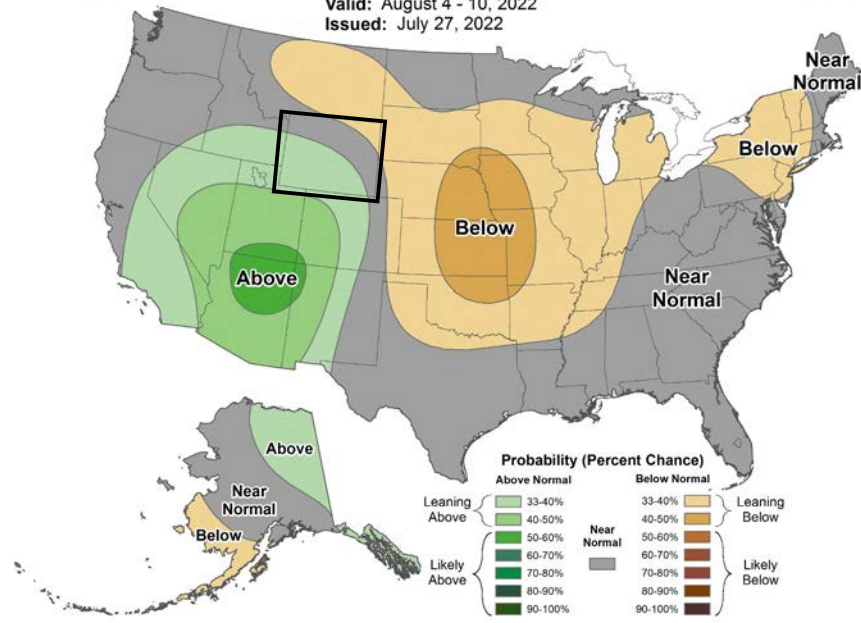 Valid: August 4 - 10, 2022
Issued: July 27, 2022
Near
Normal
Below
Below
Above
Near
Normal
Above
Near
Normal
Below
Probability (Percent Chance)
Above Normal
Below Normal
Leaning
Above
33-40%
40-50%
Likely
Above
50-60%
60-70%
70-80%
80-90%
90-100%
Near
Normal
33-40%
40-50%
Leaning
Below
50-60%
60-70%
70-80%
80-90%
90-100%
Likely
Below